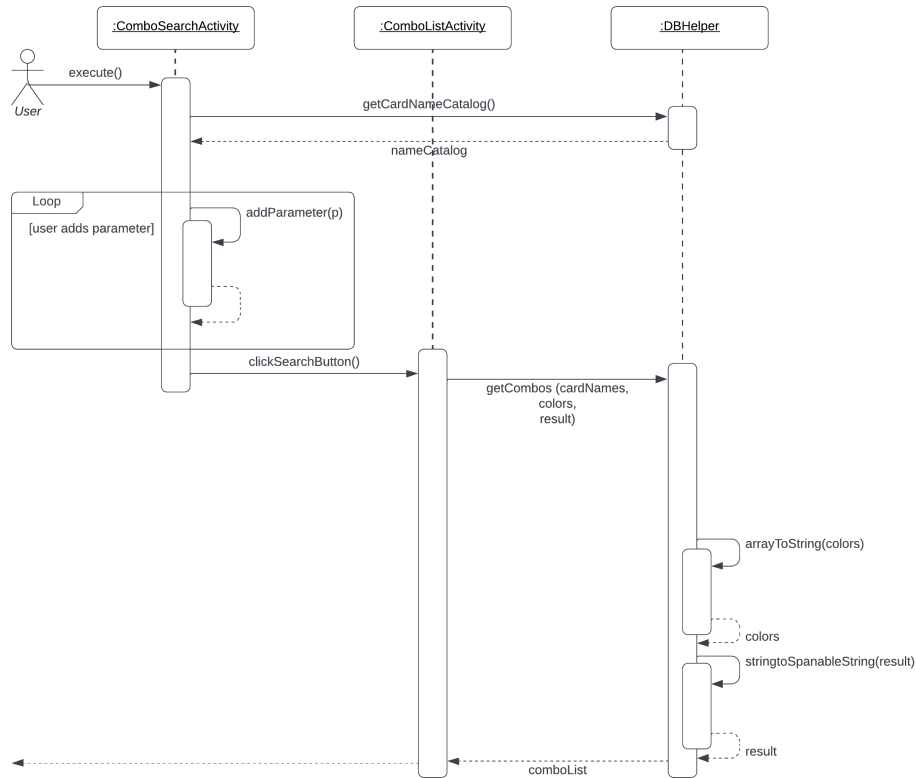 :ComboSearchActivity
:ComboListActivity
:DBHelper
execute()
User
getCardNameCatalog()
nameCatalog
Loop
[user adds parameter]
addParameter(p)
clickSearchButton()
getCombos (cardNames,
colors,
result)
arrayToString(colors)
colors
stringtoSpanableString(result)
result
comboList